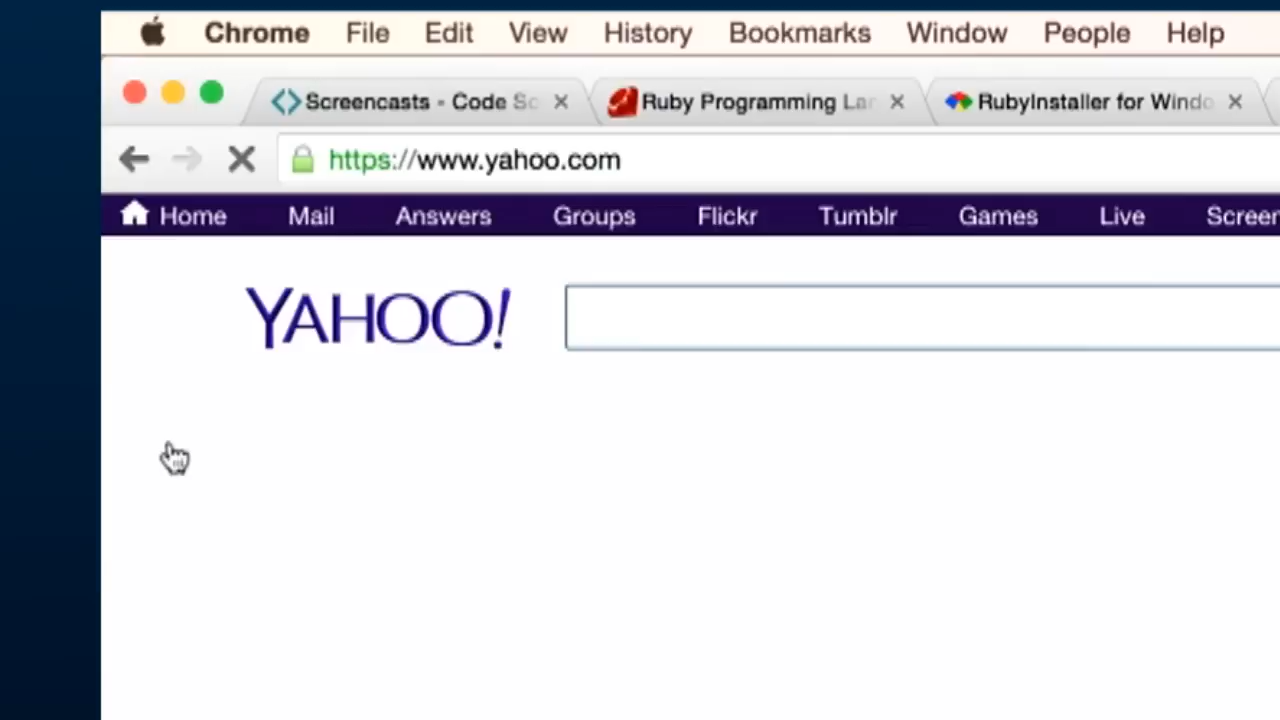 Chrome File Edit View History Bookmarks Window People Help
Screencasts - Code Sc Ruby Programming Lan RubyInstaller for Windo
https://www.yahoo.com
Home Mail Answers Groups Flickr Tumblr Games Live Screen
YAHOO!